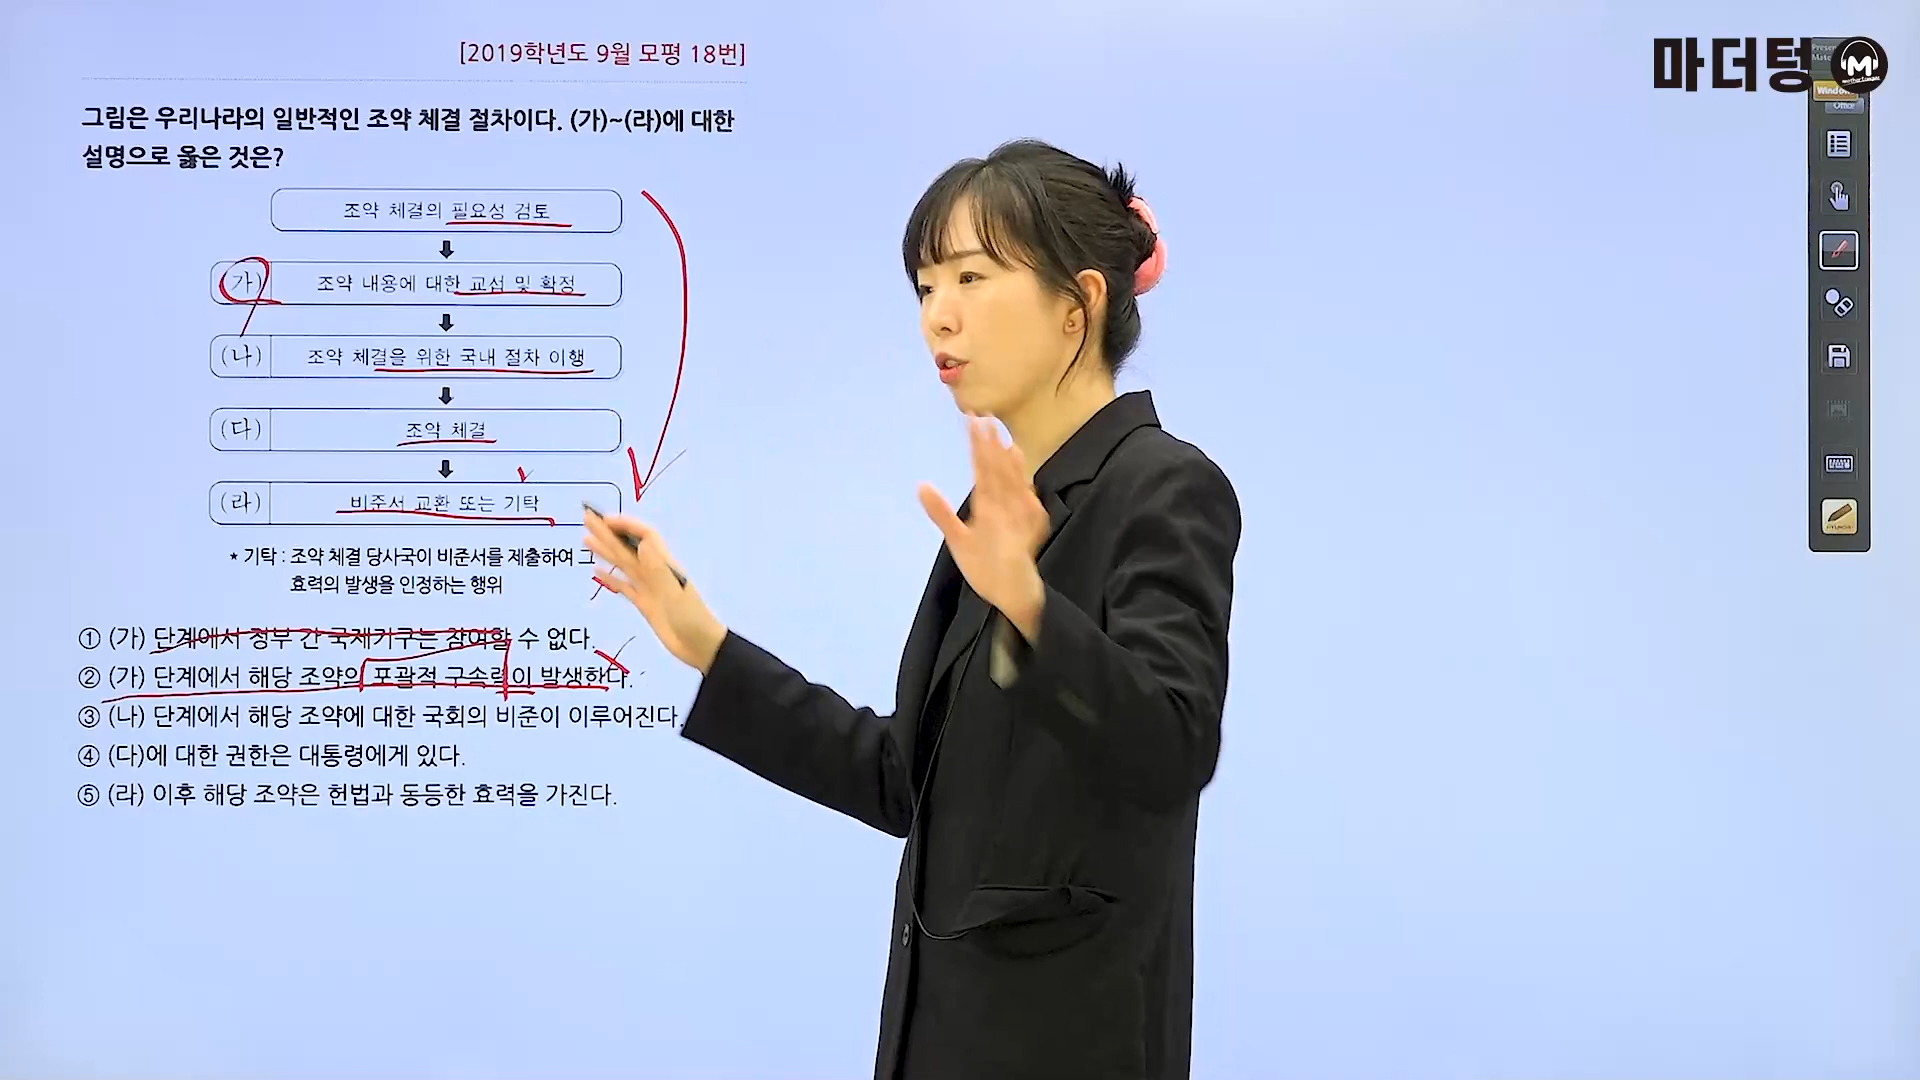 [2019학년도 9월 모평 18번]
마더텅
그림은 우리나라의 일반적인 조약 체결 절차이다. (가)~(라)에 대한
설명으로 옳은 것은?
조약 체결의 필요성 검토
(가) 조약 내용에 대한 교섭 및 확정
(나) 조약 체결을 위한 국내 절차 이행
(다) 조약 체결
(라) 비준서 교환 또는 기탁
* 기탁 : 조약 체결 당사국이 비준서를 제출하여 그
효력의 발생을 인정하는 행위
① (가) 단계에서 정부 간 국제기구는 참여할 수 없다.
② (가) 단계에서 해당 조약의 포괄적 구속력이 발생한다.
③ (나) 단계에서 해당 조약에 대한 국회의 비준이 이루어진다.
④ (다)에 대한 권한은 대통령에게 있다.
⑤ (라) 이후 해당 조약은 헌법과 동등한 효력을 가진다.